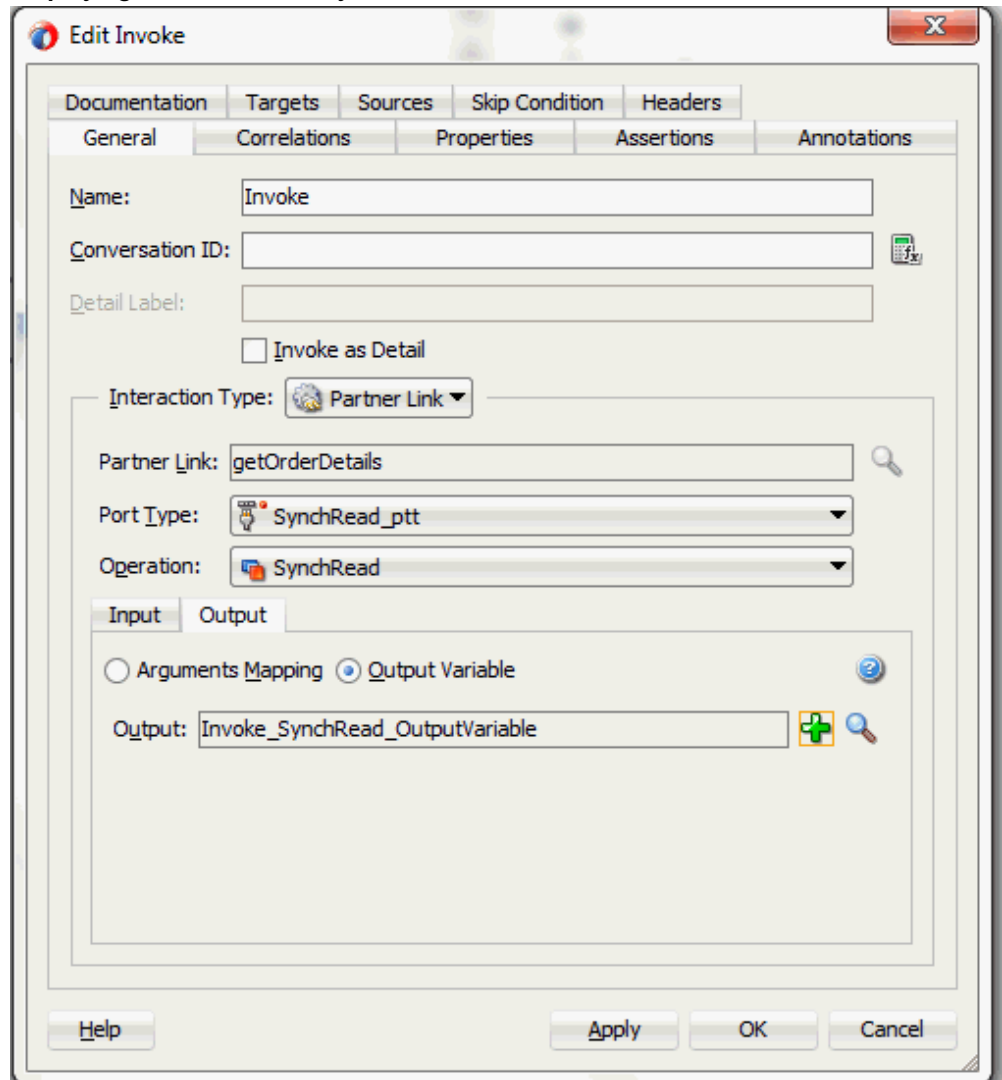 Edit Invoke
Documentation Targets Sources Skip Condition Headers
General Correlations Properties Assertions Annotations
Name: Invoke
Conversation ID:
Detail Label:
Invoke as Detail
Interaction Type: Partner Link
Partner Link: getOrderDetails
Port Type: SynchRead_ptt
Operation: SynchRead
Input Output
Arguments Mapping Output Variable
Output: Invoke_SynchRead_OutputVariable
Help Apply OK Cancel